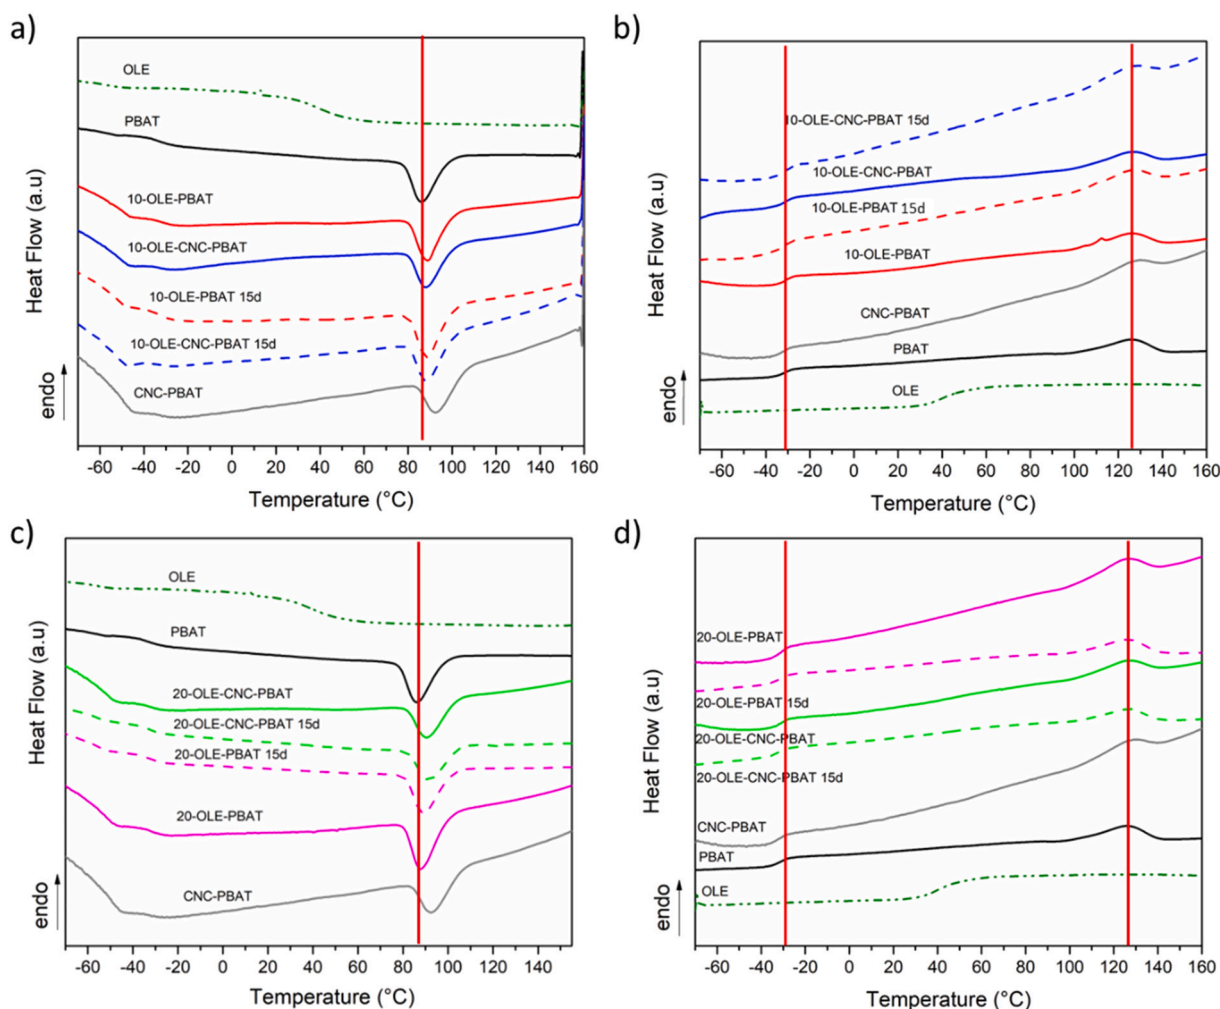 a)
OLE
PBAT
10-OLE-PBAT
10-OLE-CNC-PBAT
10-OLE-PBAT 15d
10-OLE-CNC-PBAT 15d
CNC-PBAT
Heat Flow (a.u)
endo
-60 -40 -20 0 20 40 60 80 100 120 140 160
Temperature (°C)
b)
10-OLE-CNC-PBAT 15d
10-OLE-CNC-PBAT
10-OLE-PBAT 15d
10-OLE-PBAT
CNC-PBAT
PBAT
OLE
Heat Flow (a.u)
endo
-60 -40 -20 0 20 40 60 80 100 120 140 160
Temperature (°C)
c)
OLE
PBAT
20-OLE-CNC-PBAT
20-OLE-CNC-PBAT 15d
20-OLE-PBAT 15d
20-OLE-PBAT
CNC-PBAT
Heat Flow (a.u)
endo
-60 -40 -20 0 20 40 60 80 100 120 140
Temperature (°C)
d)
20-OLE-PBAT
20-OLE-PBAT 15d
20-OLE-CNC-PBAT
20-OLE-CNC-PBAT 15d
CNC-PBAT
PBAT
OLE
Heat Flow (a.u)
endo
-60 -40 -20 0 20 40 60 80 100 120 140 160
Temperature (°C)